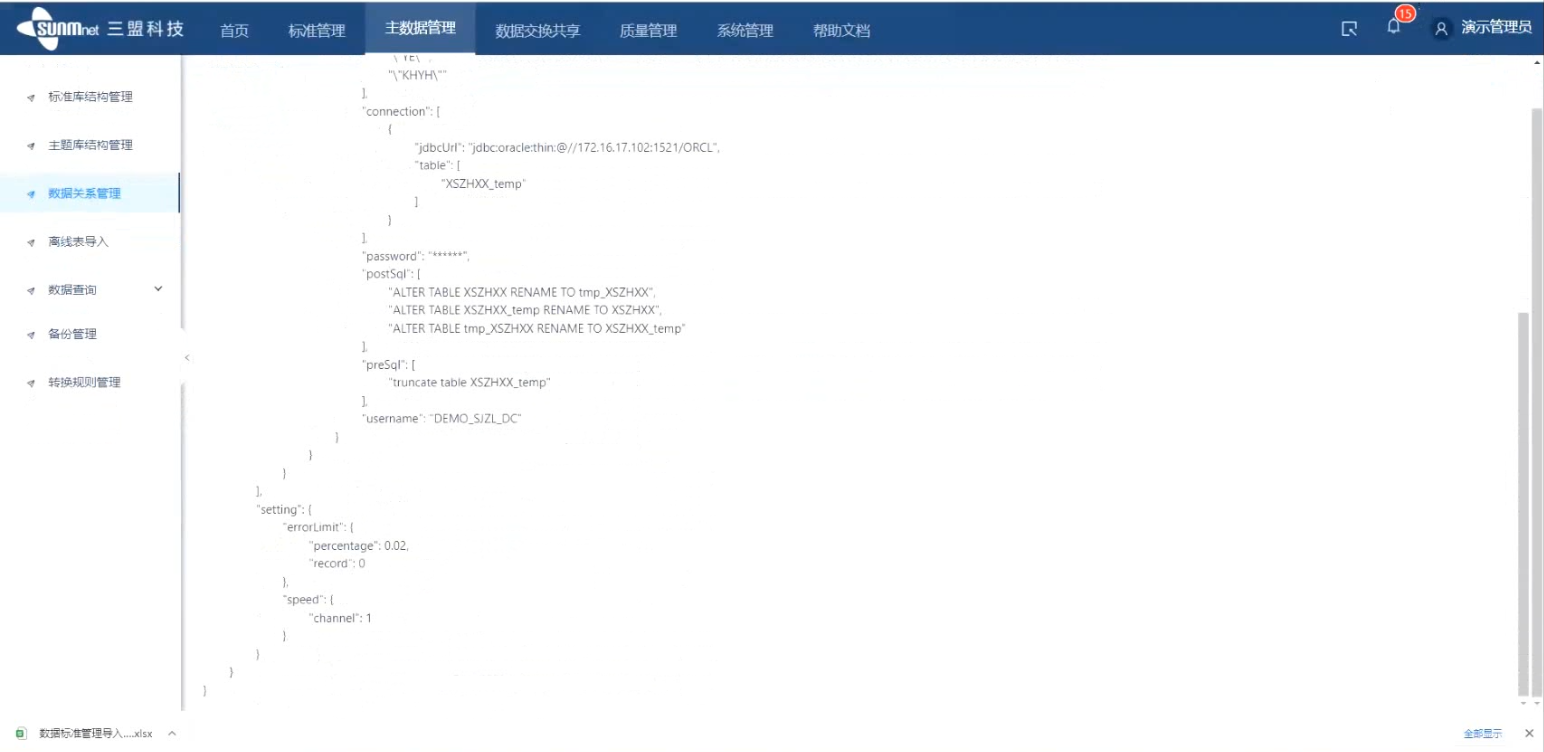 sunmnet 三盟科技
首页
标准管理
主数据管理
数据交换共享
质量管理
系统管理
帮助文档
15
演示管理员
标准库结构管理
主题库结构管理
数据关系管理
离线表导入
数据查询
备份管理
转换规则管理
"\"KHYH\""
],
"connection": [
{
"jdbcUrl": "jdbc:oracle:thin:@//172.16.17.102:1521/ORCL",
"table": [
"XSZHXX_temp"
]
}
],
"password": "******",
"postSql": [
"ALTER TABLE XSZHXX RENAME TO tmp_XSZHXX",
"ALTER TABLE XSZHXX_temp RENAME TO XSZHXX",
"ALTER TABLE tmp_XSZHXX RENAME TO XSZHXX_temp"
],
"preSql": [
"truncate table XSZHXX_temp"
],
"username": "DEMO_SJZL_DC"
}
}
}
],
"setting": {
"errorLimit": {
"percentage": 0.02,
"record": 0
},
"speed": {
"channel": 1
}
}
}
}
数据标准管理导入....xlsx
全部显示